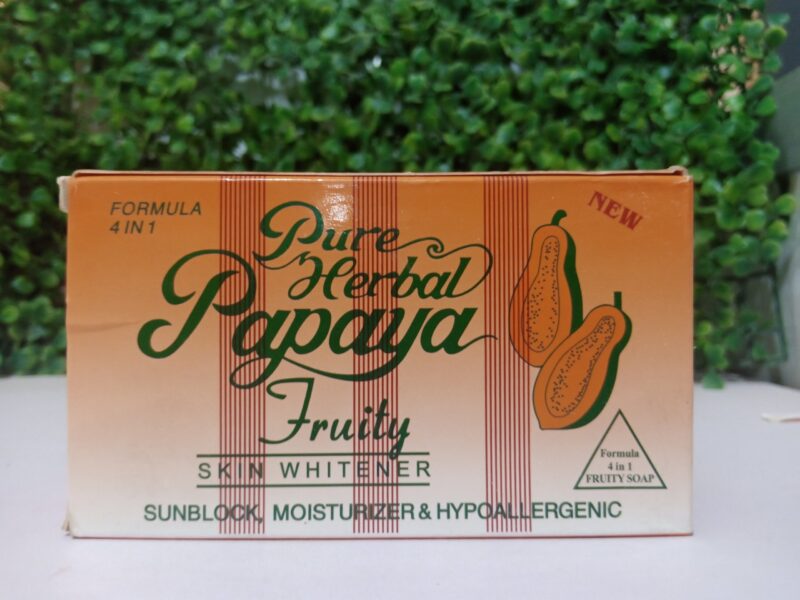 FORMULA
4 IN 1
NEW
Pure
Herbal
Papaya
Fruity
SKIN WHITENER
Formula
4 in 1
FRUITY SOAP
SUNBLOCK, MOISTURIZER & HYPOALLERGENIC